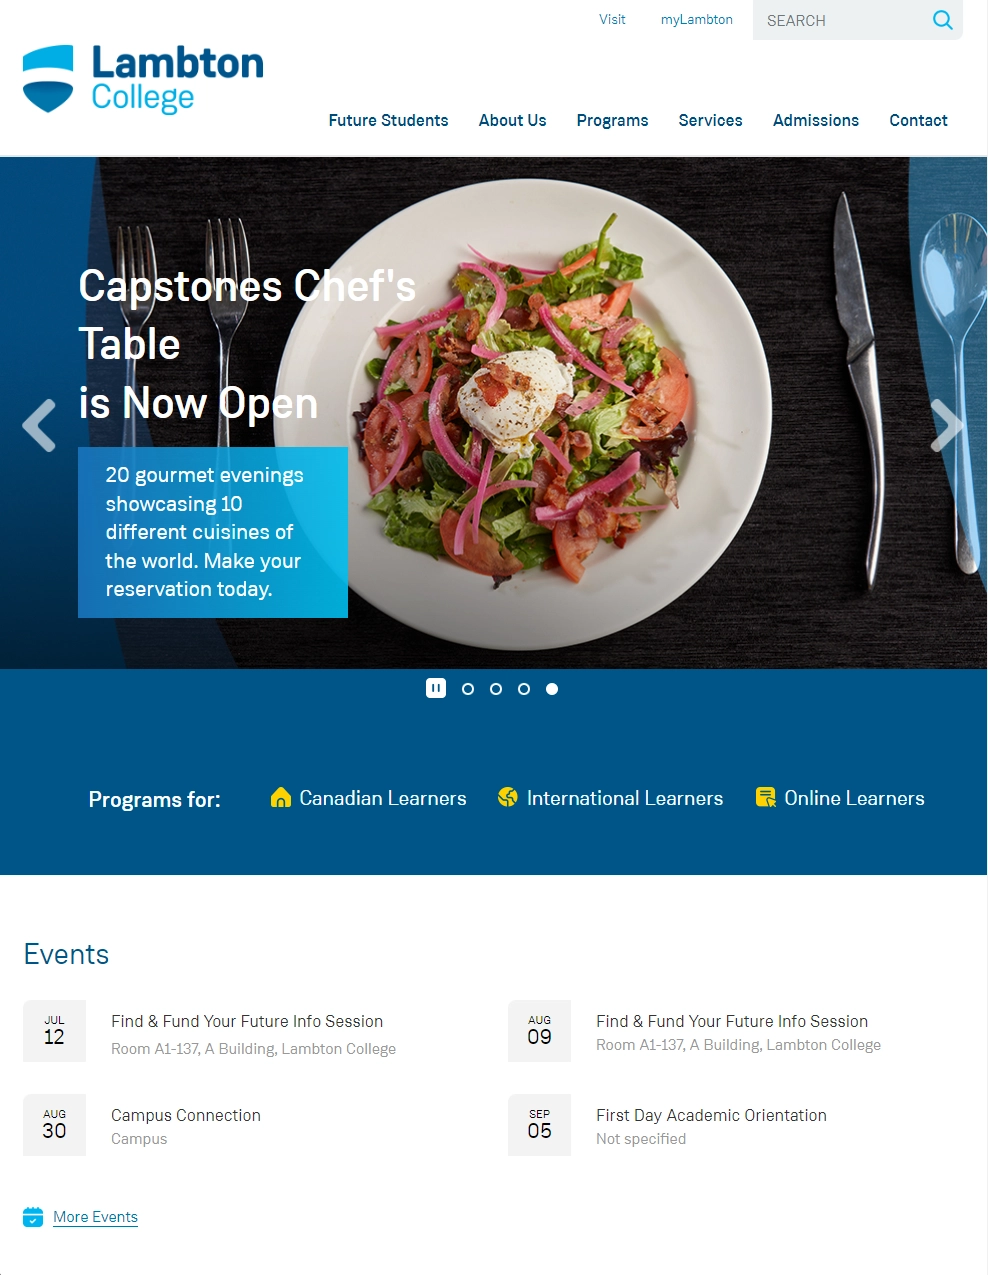 Visit
myLambton
SEARCH
Lambton
College
Future Students
About Us
Programs
Services
Admissions
Contact
Capstones Chef's
Table
is Now Open
20 gourmet evenings
showcasing 10
different cuisines of
the world. Make your
reservation today.
Programs for:
Canadian Learners
International Learners
Online Learners
Events
JUL
12
Find & Fund Your Future Info Session
Room A1-137, A Building, Lambton College
AUG
09
Find & Fund Your Future Info Session
Room A1-137, A Building, Lambton College
AUG
30
Campus Connection
Campus
SEP
05
First Day Academic Orientation
Not specified
More Events